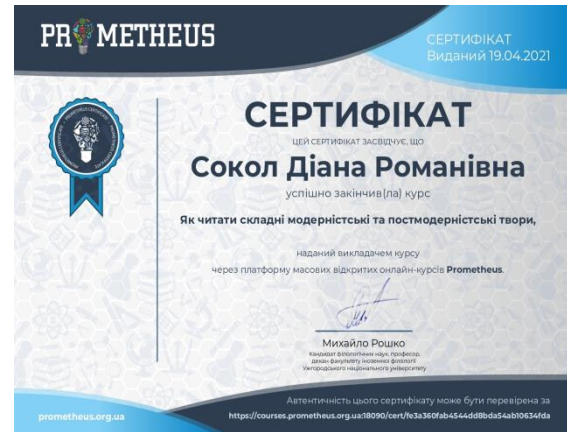 PROMETHEUS
СЕРТИФІКАТ
Виданий 19.04.2021
СЕРТИФІКАТ
ЦЕЙ СЕРТИФІКАТ ЗАСВІДЧУЄ, ЩО
Сокол Діана Романівна
успішно закінчив(ла) курс
Як читати складні модерністські та постмодерністські твори,
наданий викладачем курсу
через платформу масових відкритих онлайн-курсів Prometheus.
Михайло Рошко
Кандидат філологічних наук, професор,
декан факультету іноземної філології
Ужгородського національного університету
Автентичність цього сертифікату може бути перевірена за
prometheus.org.ua
https://courses.prometheus.org.ua:18090/cert/fe3a360fab4544dd8bda54ab10634fda